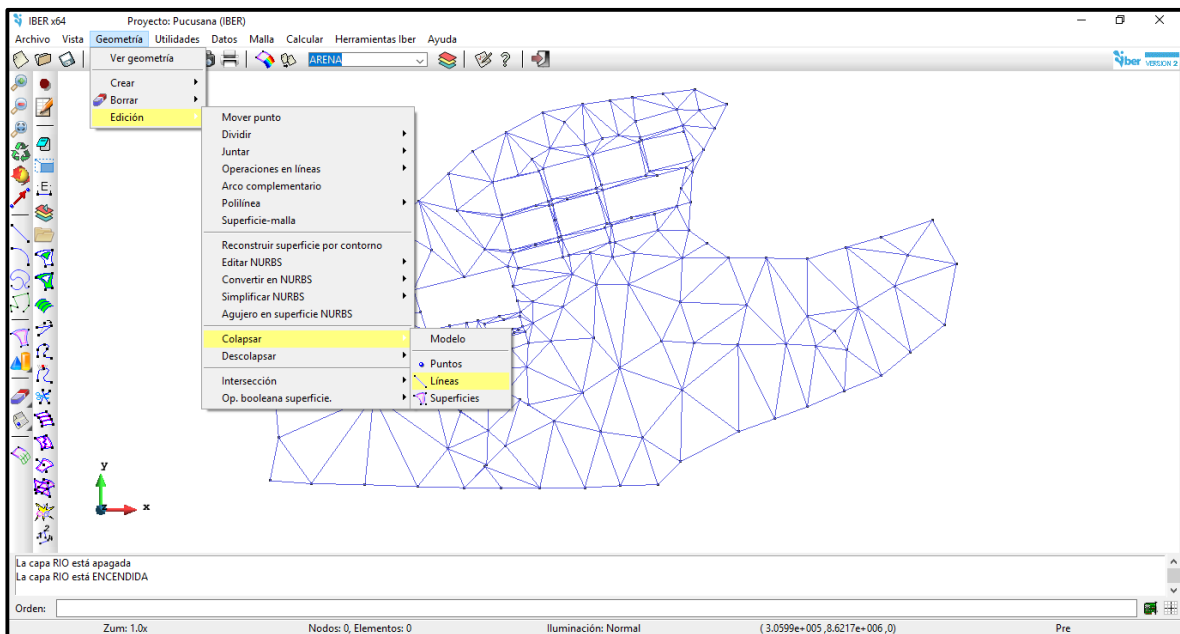 IBER x64 Proyecto: Pucusana (IBER)
Archivo Vista Geometría Utilidades Datos Malla Calcular Herramientas Iber Ayuda
ARENA
Iber VERSION 2
Ver geometría
Crear
Borrar
Edición
Mover punto
Dividir
Juntar
Operaciones en líneas
Arco complementario
Polilínea
Superficie-malla
Reconstruir superficie por contorno
Editar NURBS
Convertir en NURBS
Simplificar NURBS
Agujero en superficie NURBS
Colapsar
Descolapsar
Intersección
Op. booleana superficie.
Modelo
Puntos
Líneas
Superficies
:E:
y
x
La capa RIO está apagada
La capa RIO está ENCENDIDA
Orden:
Zum: 1.0x Nodos: 0, Elementos: 0 Iluminación: Normal ( 3.0599e+005 ,8.6217e+006 ,0) Pre